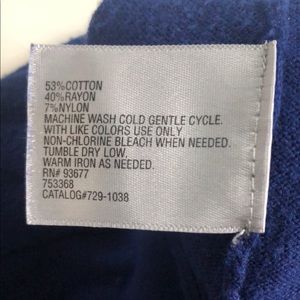 53%COTTON
40%RAYON
7%NYLON
MACHINE WASH COLD GENTLE CYCLE.
WITH LIKE COLORS USE ONLY
NON-CHLORINE BLEACH WHEN NEEDED.
TUMBLE DRY LOW.
WARM IRON AS NEEDED.
RN# 93677
753368
CATALOG#729-1038